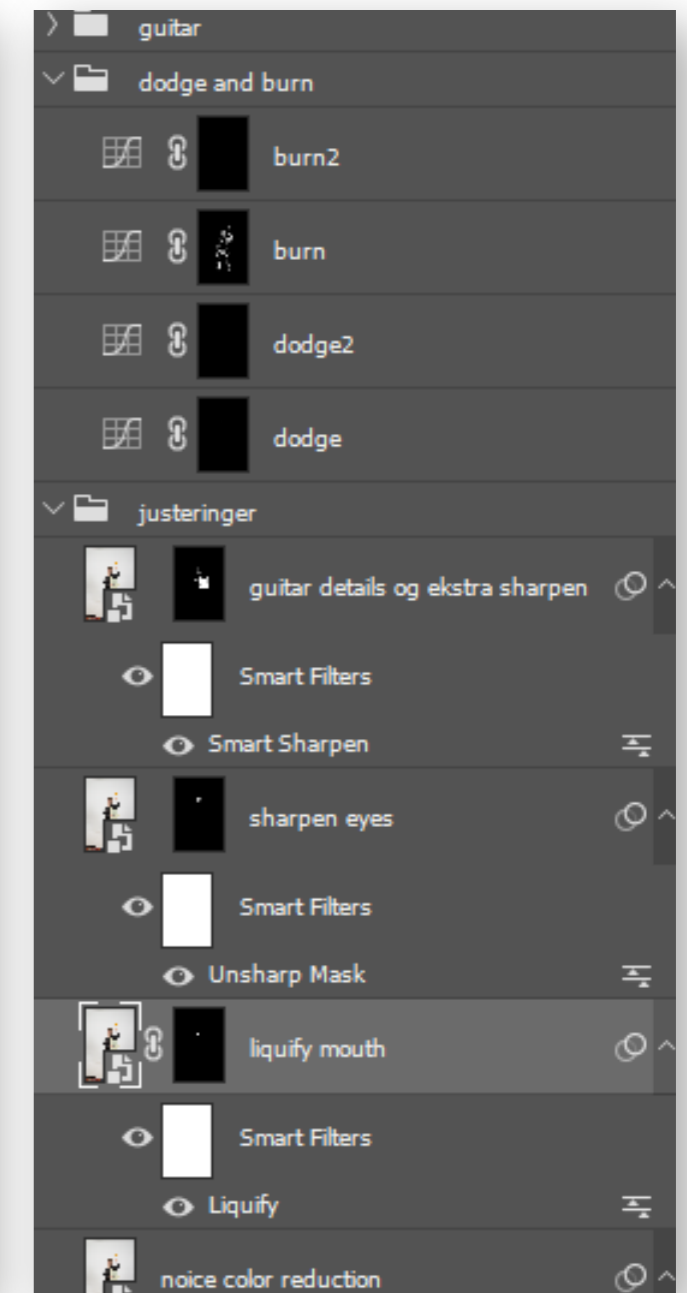 guitar
dodge and burn
burn2
burn
dodge2
dodge
justeringer
guitar details og ekstra sharpen
Smart Filters
Smart Sharpen
sharpen eyes
Smart Filters
Unsharp Mask
liquify mouth
Smart Filters
Liquify
noice color reduction